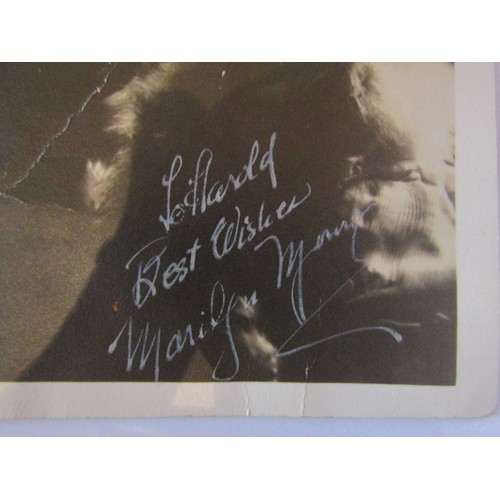 To Harold
Best Wishes
Marilyn Monroe